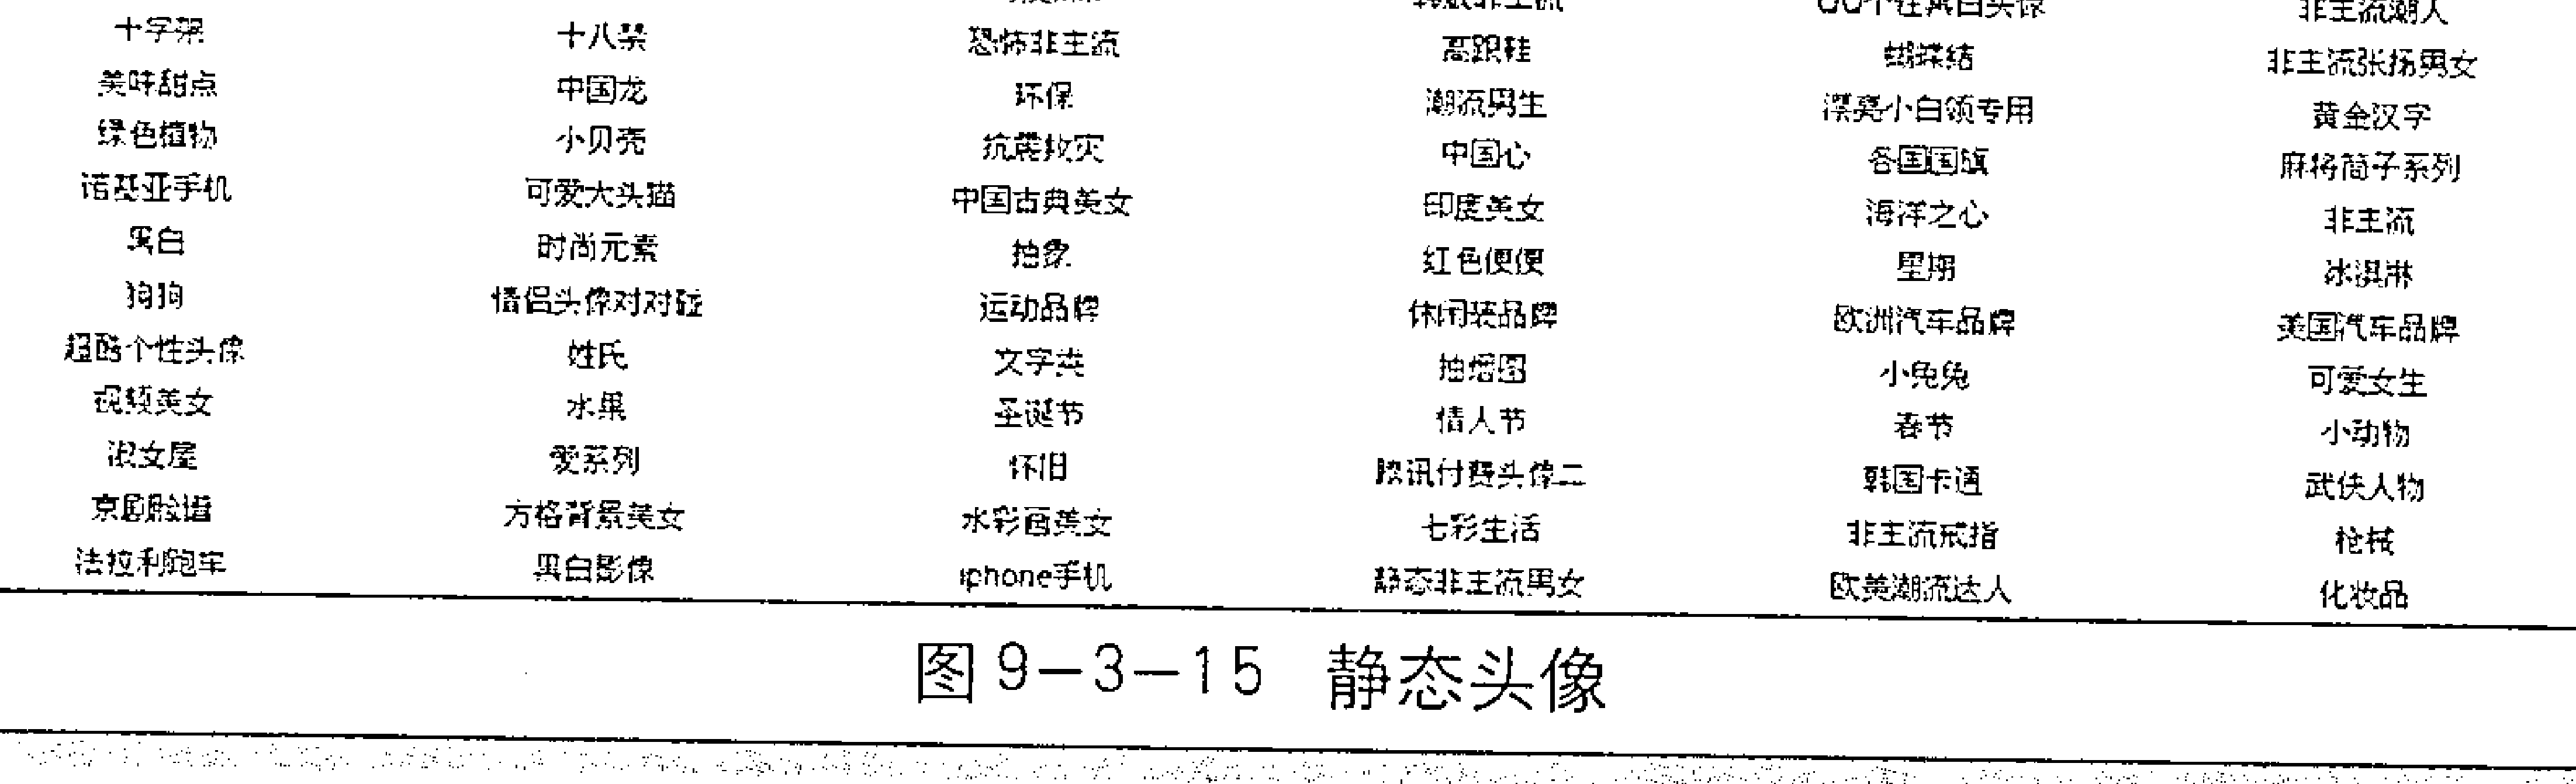 十字架 十八禁 恐怖非主流 高跟鞋 蝴蝶结 非主流潮人
美味甜点 中国龙 环保 潮流男生 漂亮小白领专用 非主流张扬男女
绿色植物 小贝壳 抗震救灾 中国心 各国国旗 黄金汉字
诺基亚手机 可爱大头猫 中国古典美女 印度美女 海洋之心 麻将筒子系列
黑白 时尚元素 抽象 红色便便 星期 非主流
狗狗 情侣头像对对碰 运动品牌 休闲装品牌 欧洲汽车品牌 冰淇淋
超酷个性头像 姓氏 文字类 抽烟图 小兔兔 美国汽车品牌
视频美女 水果 圣诞节 情人节 春节 可爱女生
淑女屋 爱系列 怀旧 腾讯付费头像二 韩国卡通 小动物
京剧脸谱 方格背景美女 水彩画美女 七彩生活 非主流戒指 武侠人物
法拉利跑车 黑白影像 iphone手机 静态非主流男女 欧美潮流达人 枪械
化妆品
图9-3-15 静态头像